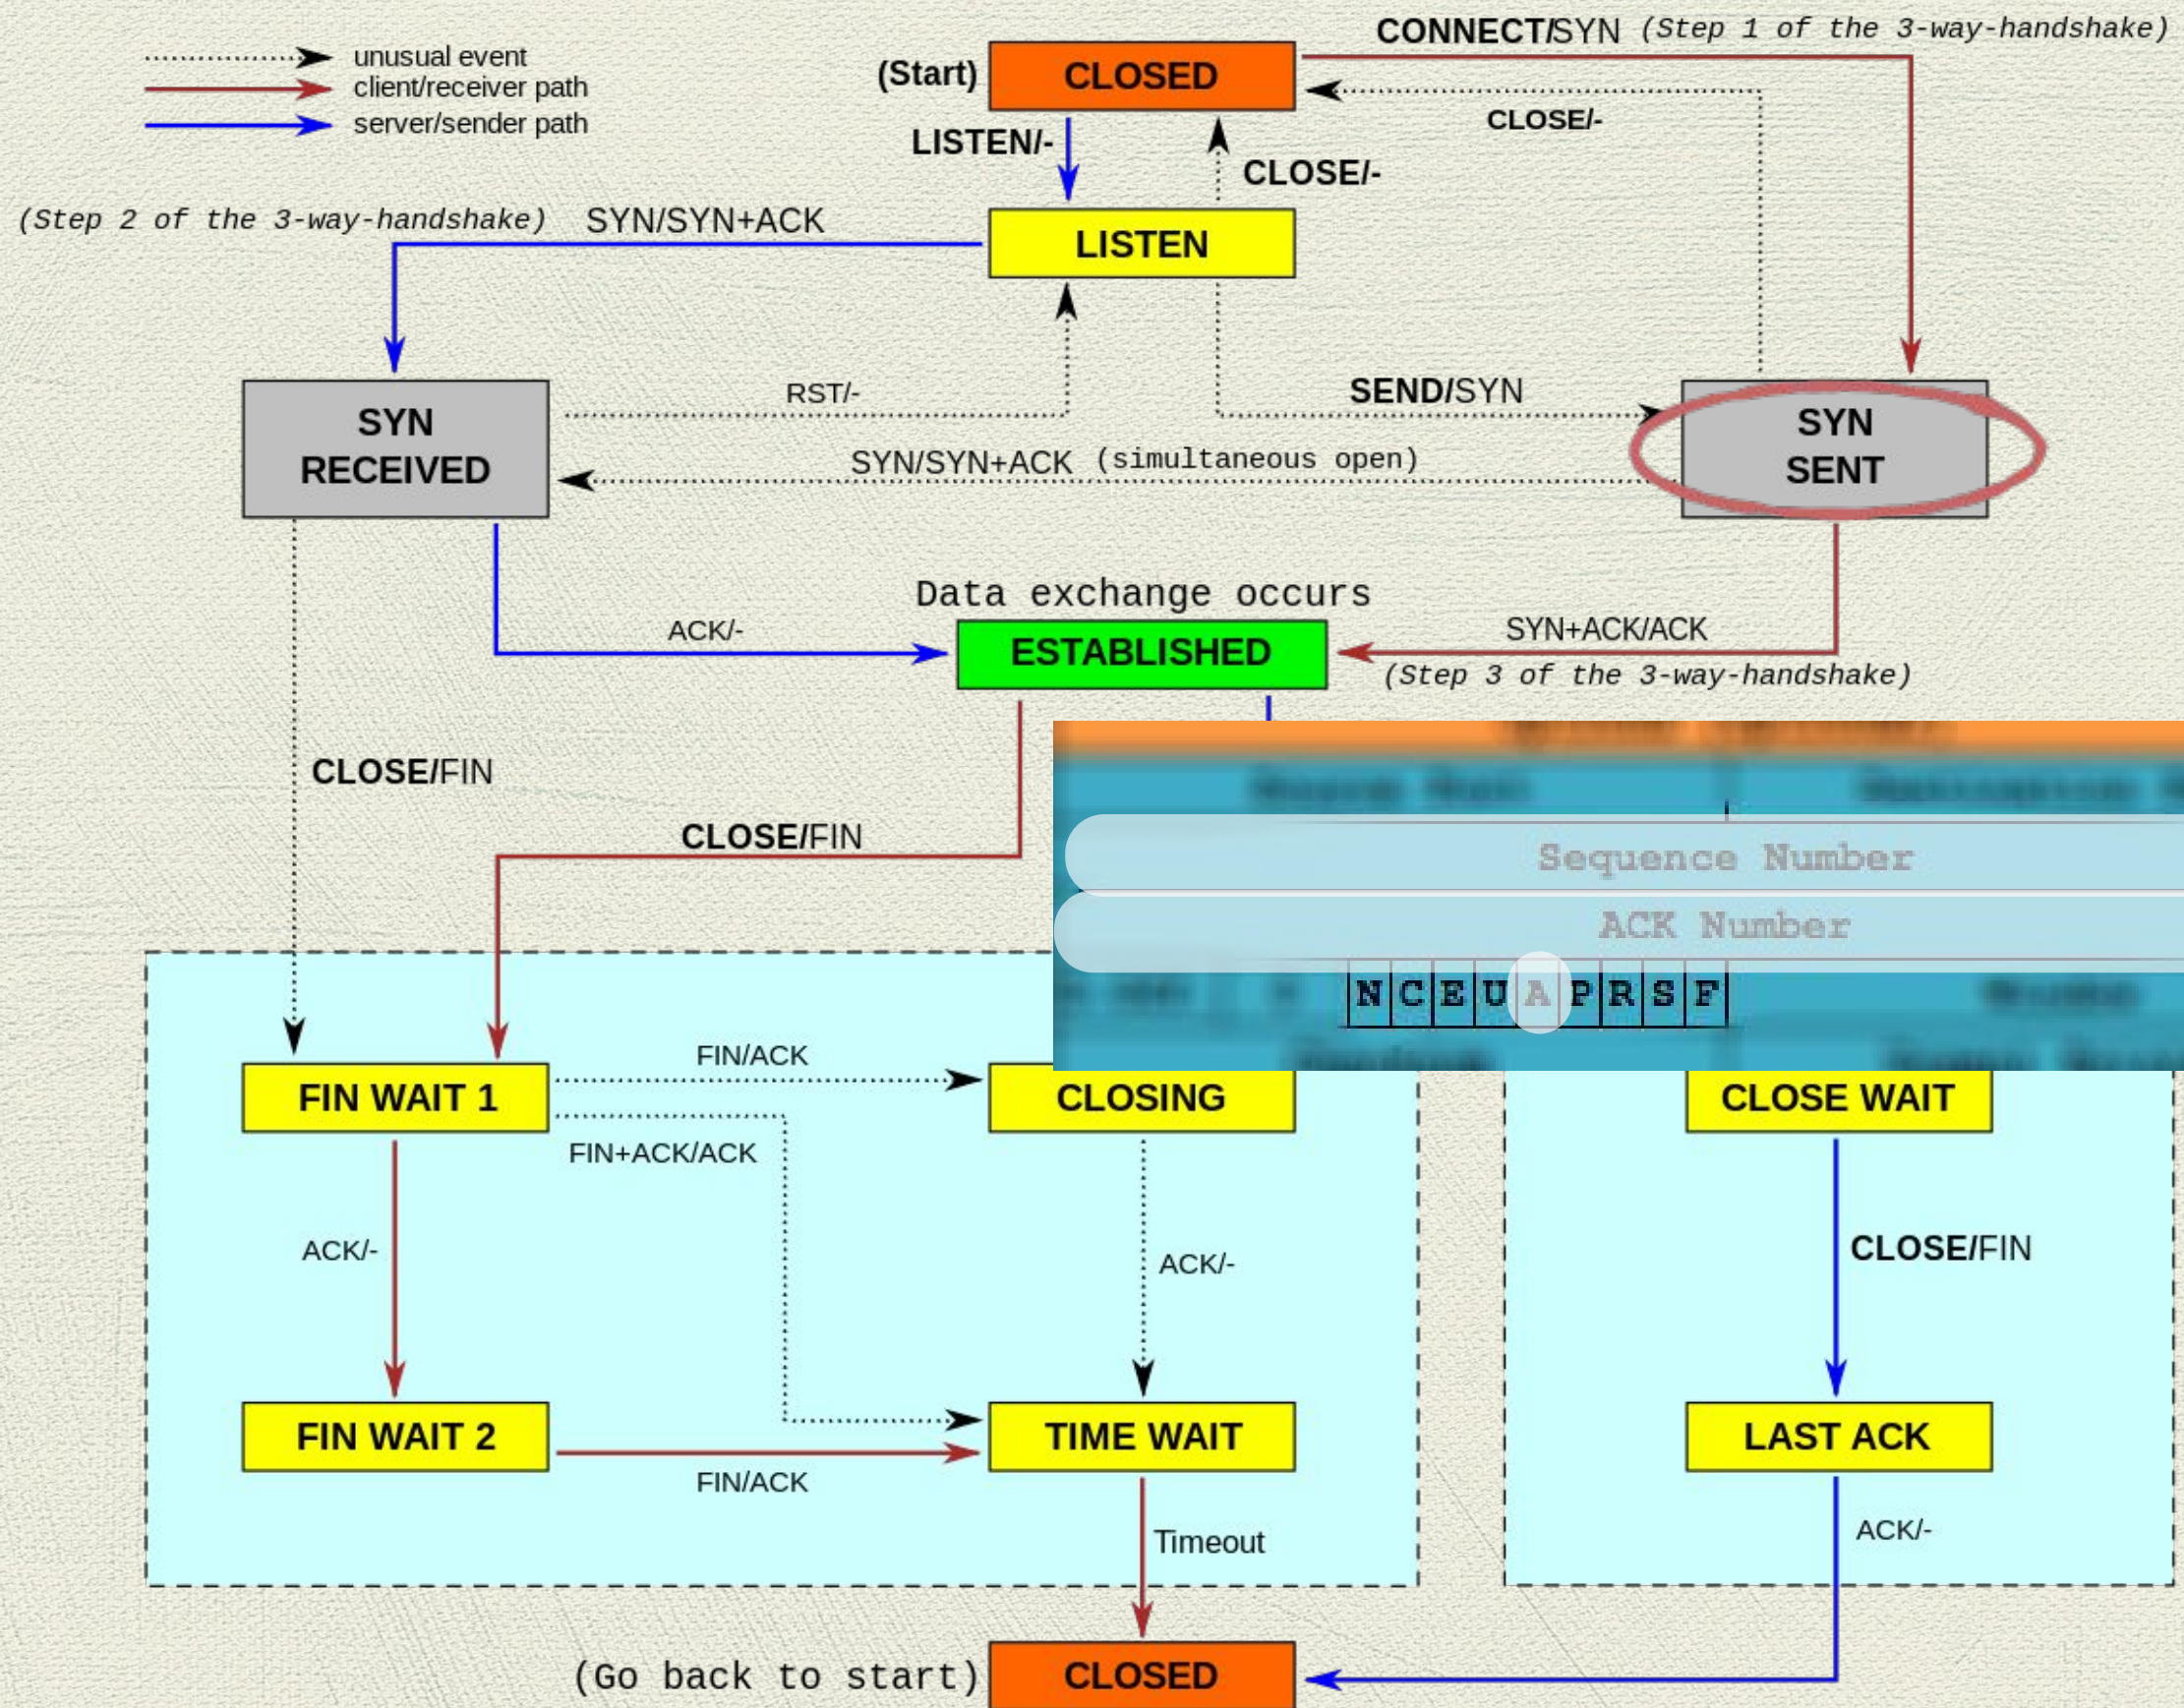 CONNECT/SYN (Step 1 of the 3-way-handshake)
unusual event
client/receiver path
server/sender path
(Start)
CLOSED
CLOSE/-
LISTEN/-
CLOSE/-
(Step 2 of the 3-way-handshake) SYN/SYN+ACK
LISTEN
SYN
RECEIVED
RST/-
SEND/SYN
SYN
SENT
SYN/SYN+ACK (simultaneous open)
Data exchange occurs
ACK/-
ESTABLISHED
SYN+ACK/ACK
(Step 3 of the 3-way-handshake)
CLOSE/FIN
CLOSE/FIN
Sequence Number
ACK Number
N C E U A P R S F
FIN WAIT 1
FIN/ACK
CLOSING
CLOSE WAIT
FIN+ACK/ACK
ACK/-
ACK/-
CLOSE/FIN
FIN WAIT 2
TIME WAIT
LAST ACK
FIN/ACK
Timeout
ACK/-
(Go back to start)
CLOSED